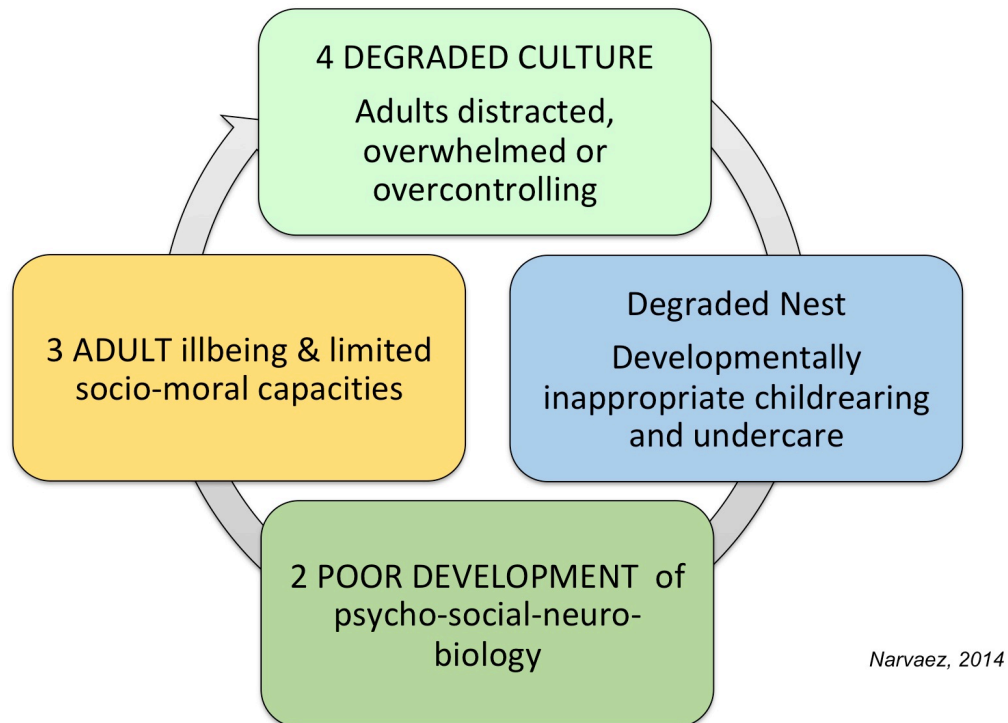 4 DEGRADED CULTURE
Adults distracted,
overwhelmed or
overcontrolling
Degraded Nest
Developmentally
inappropriate childrearing
and undercare
2 POOR DEVELOPMENT of
psycho-social-neuro-
biology
3 ADULT illbeing & limited
socio-moral capacities
Narvaez, 2014